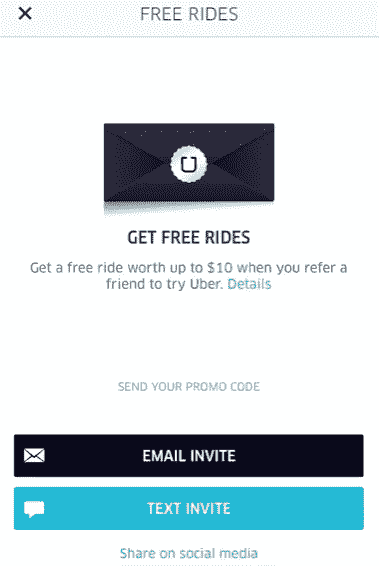 FREE RIDES
GET FREE RIDES
Get a free ride worth up to $10 when you refer a
friend to try Uber. Details
SEND YOUR PROMO CODE
EMAIL INVITE
TEXT INVITE
Share on social media